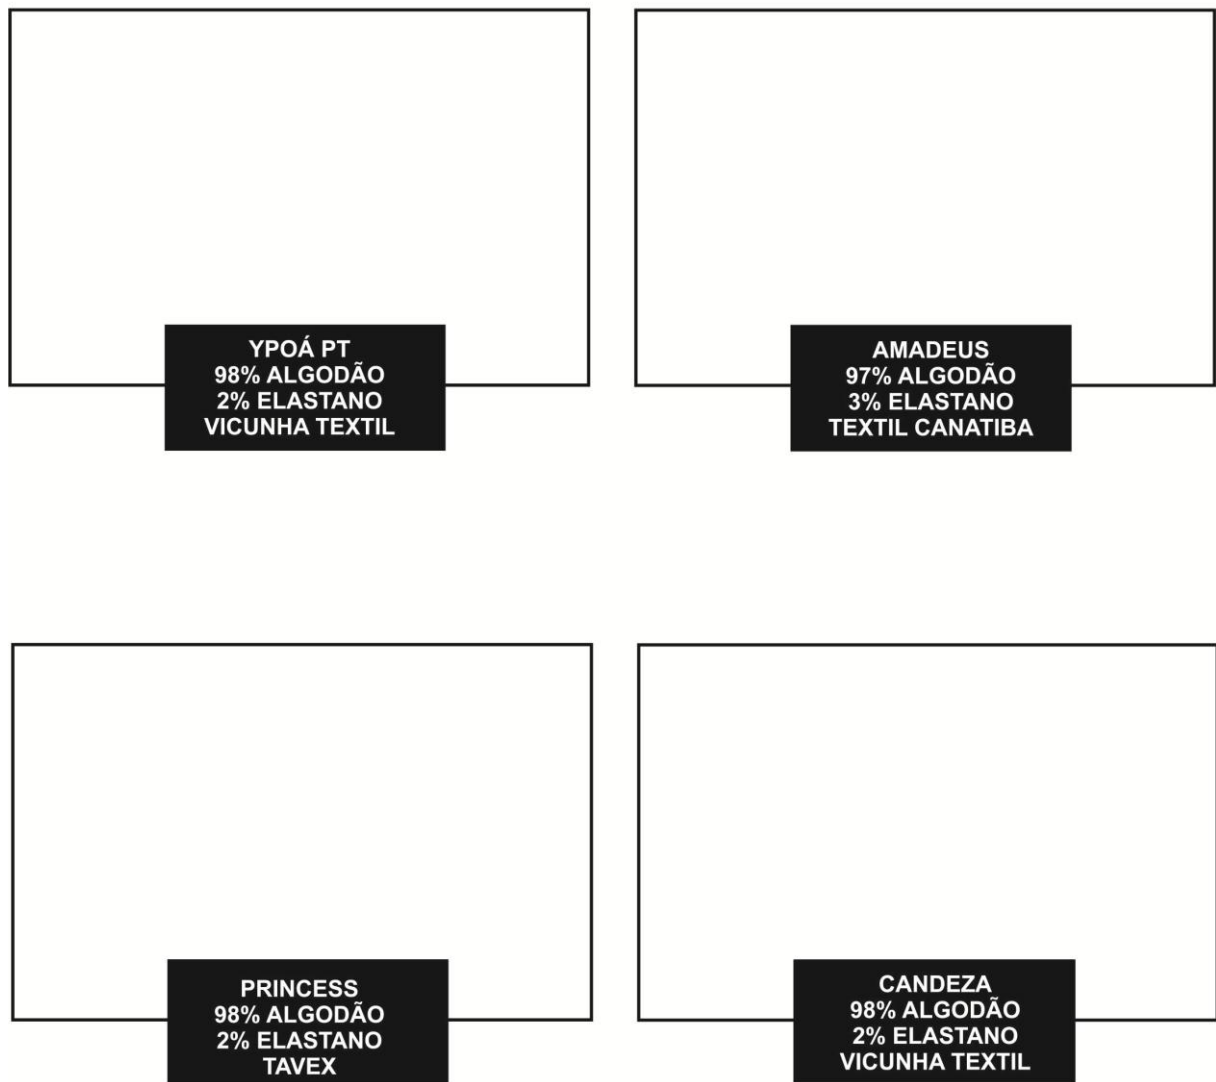 YPOÁ PT
98% ALGODÃO
2% ELASTANO
VICUNHA TEXTIL
AMADEUS
97% ALGODÃO
3% ELASTANO
TEXTIL CANATIBA
PRINCESS
98% ALGODÃO
2% ELASTANO
TAVEX
CANDEZA
98% ALGODÃO
2% ELASTANO
VICUNHA TEXTIL